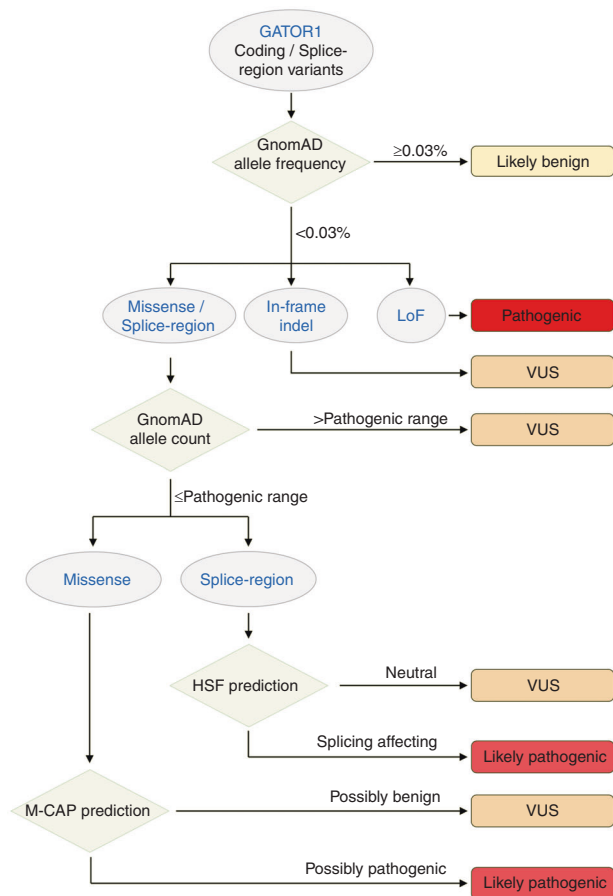 GATOR1
Coding / Splice-
region variants
GnomAD
allele frequency
≥0.03%
Likely benign
<0.03%
Missense /
Splice-region
In-frame
indel
LoF
Pathogenic
VUS
GnomAD
allele count
>Pathogenic range
VUS
≤Pathogenic range
Missense
Splice-region
HSF prediction
Neutral
VUS
Splicing affecting
Likely pathogenic
M-CAP prediction
Possibly benign
VUS
Possibly pathogenic
Likely pathogenic